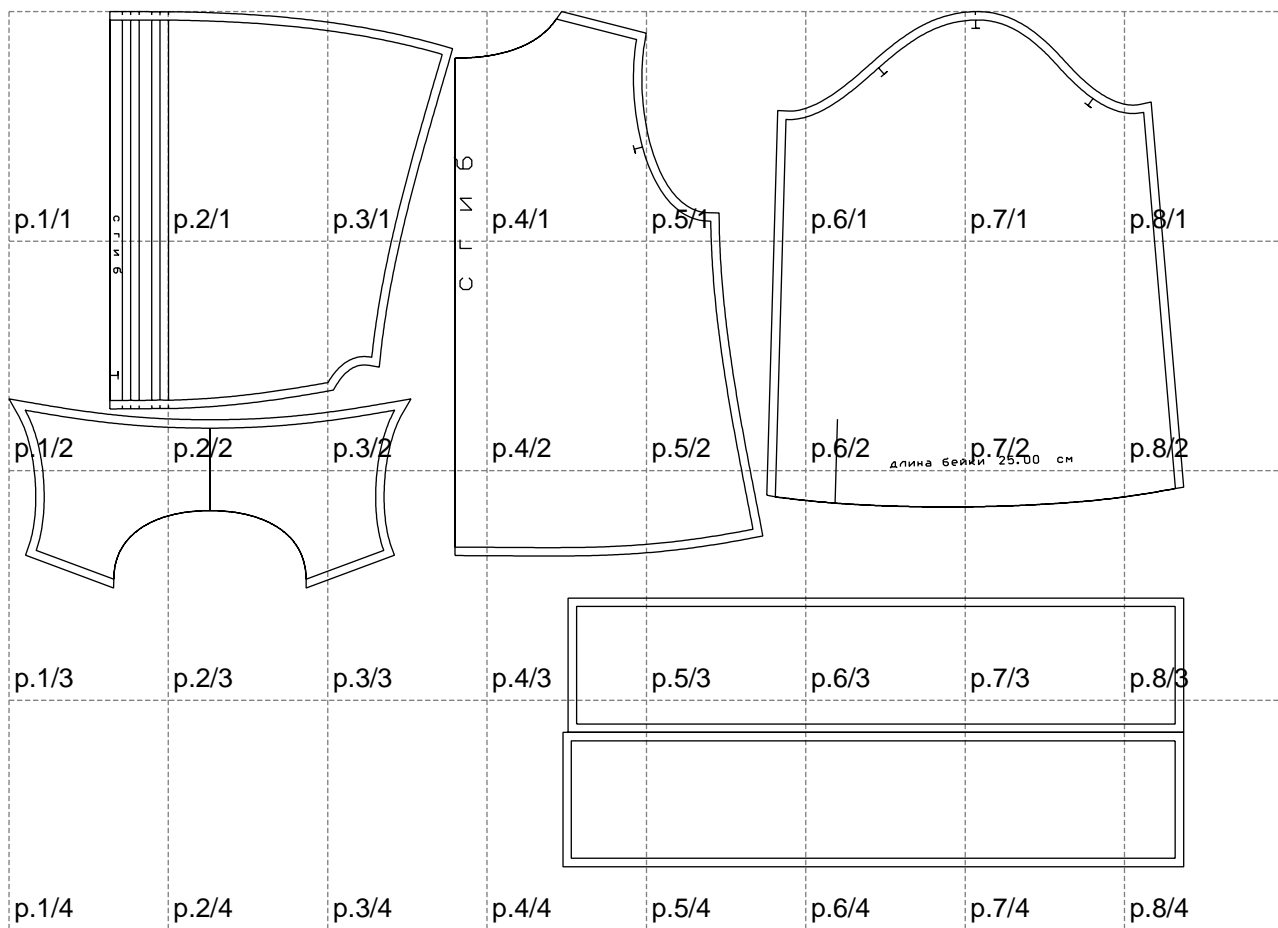 p.1/1 p.2/1 p.3/1 p.4/1 p.5/1 p.6/1 p.7/1 p.8/1
сгиб
сгиб
p.1/2 p.2/2 p.3/2 p.4/2 p.5/2 p.6/2 p.7/2 p.8/2
длина бейки 25.00 см
p.1/3 p.2/3 p.3/3 p.4/3 p.5/3 p.6/3 p.7/3 p.8/3
p.1/4 p.2/4 p.3/4 p.4/4 p.5/4 p.6/4 p.7/4 p.8/4